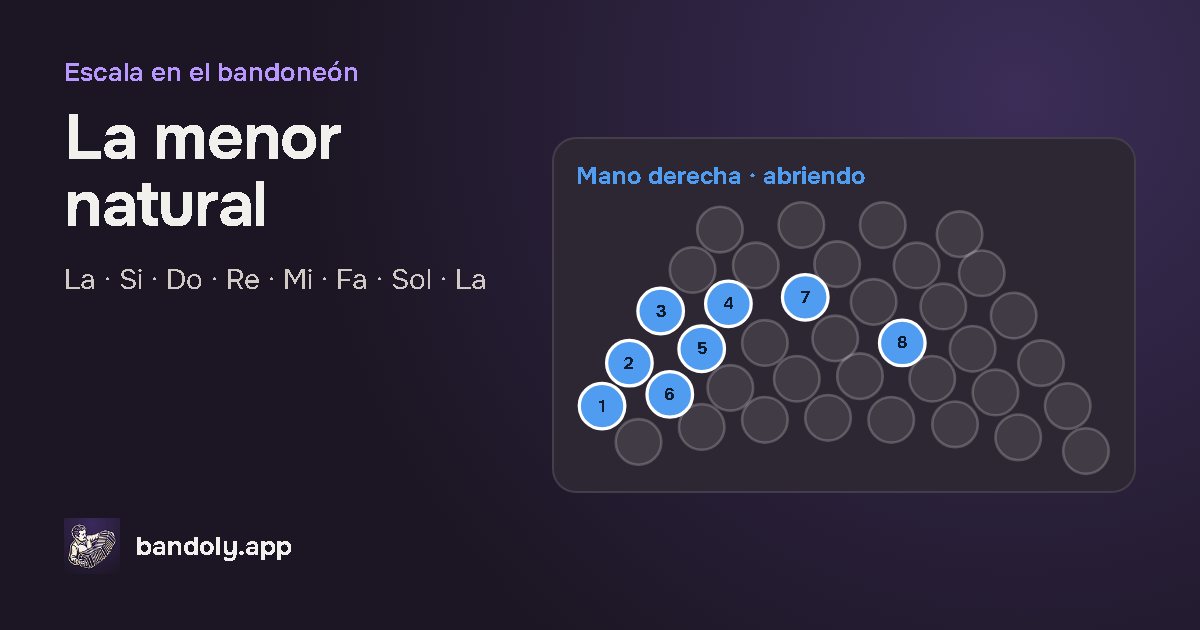 Escala en el bandoneón
La menor
natural
La · Si · Do · Re · Mi · Fa · Sol · La
Mano derecha · abriendo
3
4
7
2
5
8
1
6
bandoly.app